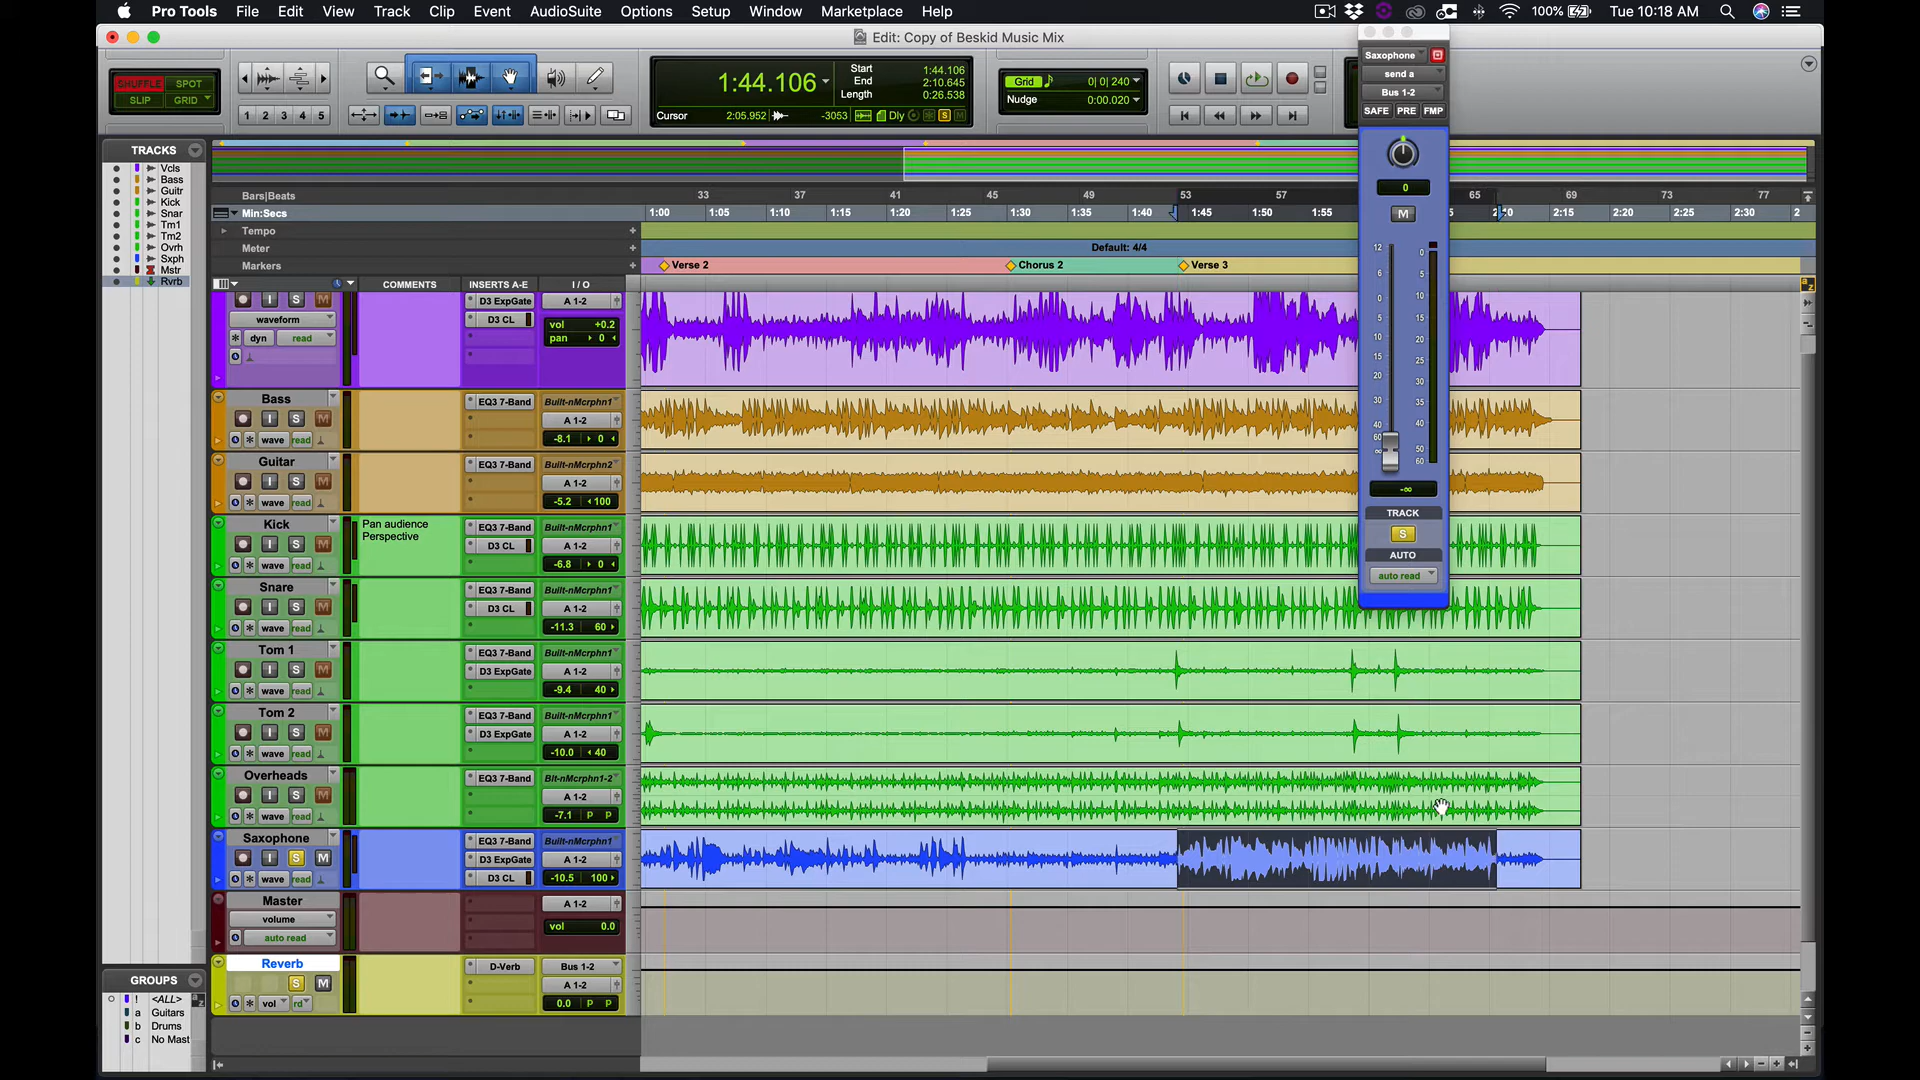 Pro Tools File Edit View Track Clip Event AudioSuite Options Setup Window Marketplace Help 100% Tue 10:18 AM
Edit: Copy of Beskid Music Mix
SHUFFLE SPOT
SLIP GRID
1 2 3 4 5
1:44.106
Start 1:44.106
End 2:10.645
Length 0:26.538
Cursor 2:05.952 -3053 Dly S M
Grid 0| 0| 240
Nudge 0:00.020
Saxophone
send a
Bus 1-2
SAFE PRE FMP
0
M
12
6
0
5
10
15
20
30
40
60
∞
0
5
10
15
20
25
30
35
40
50
60
-∞
TRACK
S
AUTO
auto read
TRACKS
Vcls
Bass
Guitr
Kick
Snar
Tm1
Tm2
Ovrh
Sxph
Mstr
Rvrb
GROUPS
! <ALL>
a Guitars
b Drums
c No Mast
Bars|Beats 33 37 41 45 49 53 57 65 69 73 77
Min:Secs 1:00 1:05 1:10 1:15 1:20 1:25 1:30 1:35 1:40 1:45 1:50 1:55 2:15 2:20 2:25 2:30 2
Tempo
Meter Default: 4/4
Markers Verse 2 Chorus 2 Verse 3
COMMENTS INSERTS A-E I / O
I S M D3 ExpGate A 1-2
waveform D3 CL vol +0.2
dyn read pan 0
Bass EQ3 7-Band Built-nMcrphn1
I S M A 1-2
wave read -8.1 0
Guitar EQ3 7-Band Built-nMcrphn2
I S M A 1-2
wave read -5.2 100
Kick Pan audience Perspective EQ3 7-Band Built-nMcrphn1
I S M D3 CL A 1-2
wave read -6.8 0
Snare EQ3 7-Band Built-nMcrphn1
I S M D3 CL A 1-2
wave read -11.3 60
Tom 1 EQ3 7-Band Built-nMcrphn1
I S M D3 ExpGate A 1-2
wave read -9.4 40
Tom 2 EQ3 7-Band Built-nMcrphn1
I S M D3 ExpGate A 1-2
wave read -10.0 40
Overheads EQ3 7-Band Blt-nMcrphn1-2
I S M A 1-2
wave read -7.1 P P
Saxophone EQ3 7-Band Built-nMcrphn1
I S M D3 ExpGate A 1-2
wave read D3 CL -10.5 100
Master A 1-2
volume vol 0.0
auto read
Reverb D-Verb Bus 1-2
S M A 1-2
vol rd 0.0 P P